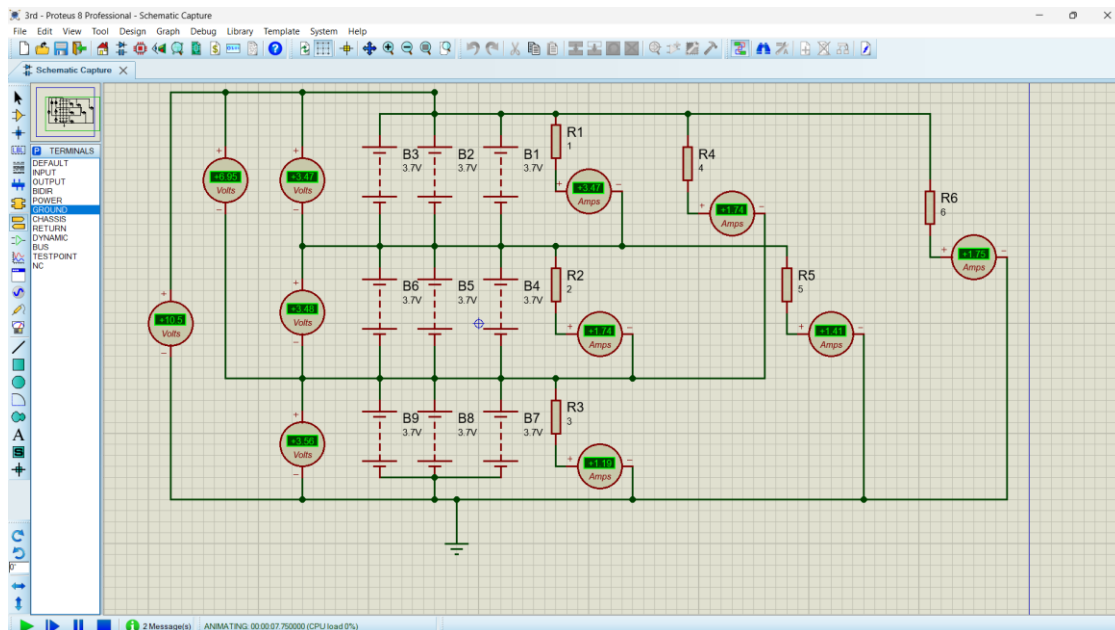 3rd - Proteus 8 Professional - Schematic Capture
File Edit View Tool Design Graph Debug Library Template System Help
Schematic Capture
P TERMINALS
DEFAULT
INPUT
OUTPUT
BIDIR
POWER
GROUND
CHASSIS
RETURN
DYNAMIC
BUS
TESTPOINT
NC
+6.95
Volts
+3.47
Volts
B3
3.7V
B2
3.7V
B1
3.7V
R1
1
+3.47
Amps
R4
4
+1.74
Amps
R6
6
+1.75
Amps
+10.5
Volts
+3.48
Volts
B6
3.7V
B5
3.7V
B4
3.7V
R2
2
+1.74
Amps
R5
5
+1.41
Amps
+3.56
Volts
B9
3.7V
B8
3.7V
B7
3.7V
R3
3
+1.19
Amps
2 Message(s) ANIMATING: 00:00:07.750000 (CPU load 0%)